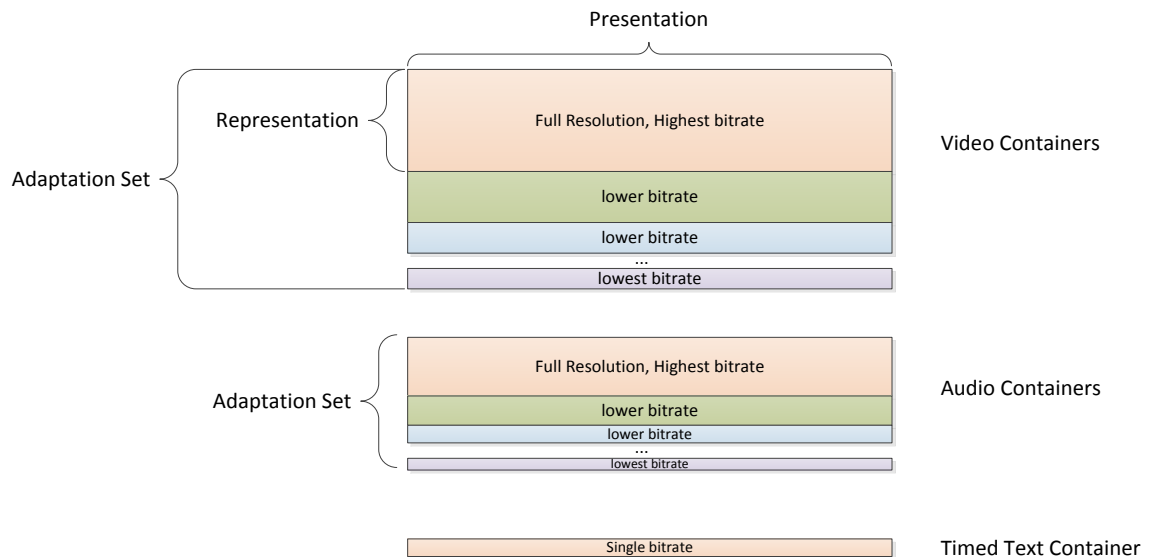 Presentation
Representation
Full Resolution, Highest bitrate
Video Containers
Adaptation Set
lower bitrate
lower bitrate
...
lowest bitrate
Full Resolution, Highest bitrate
Audio Containers
Adaptation Set
lower bitrate
lower bitrate
...
lowest bitrate
Single bitrate
Timed Text Container